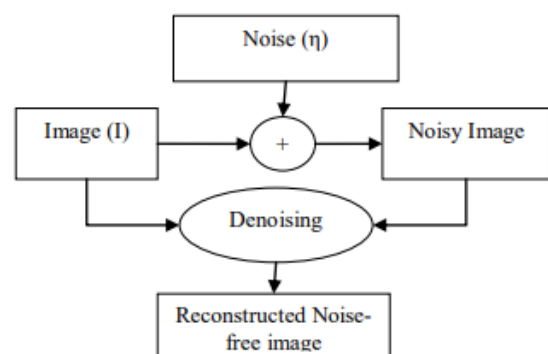 Noise (η)
Image (I)
+
Noisy Image
Denoising
Reconstructed Noise-
free image